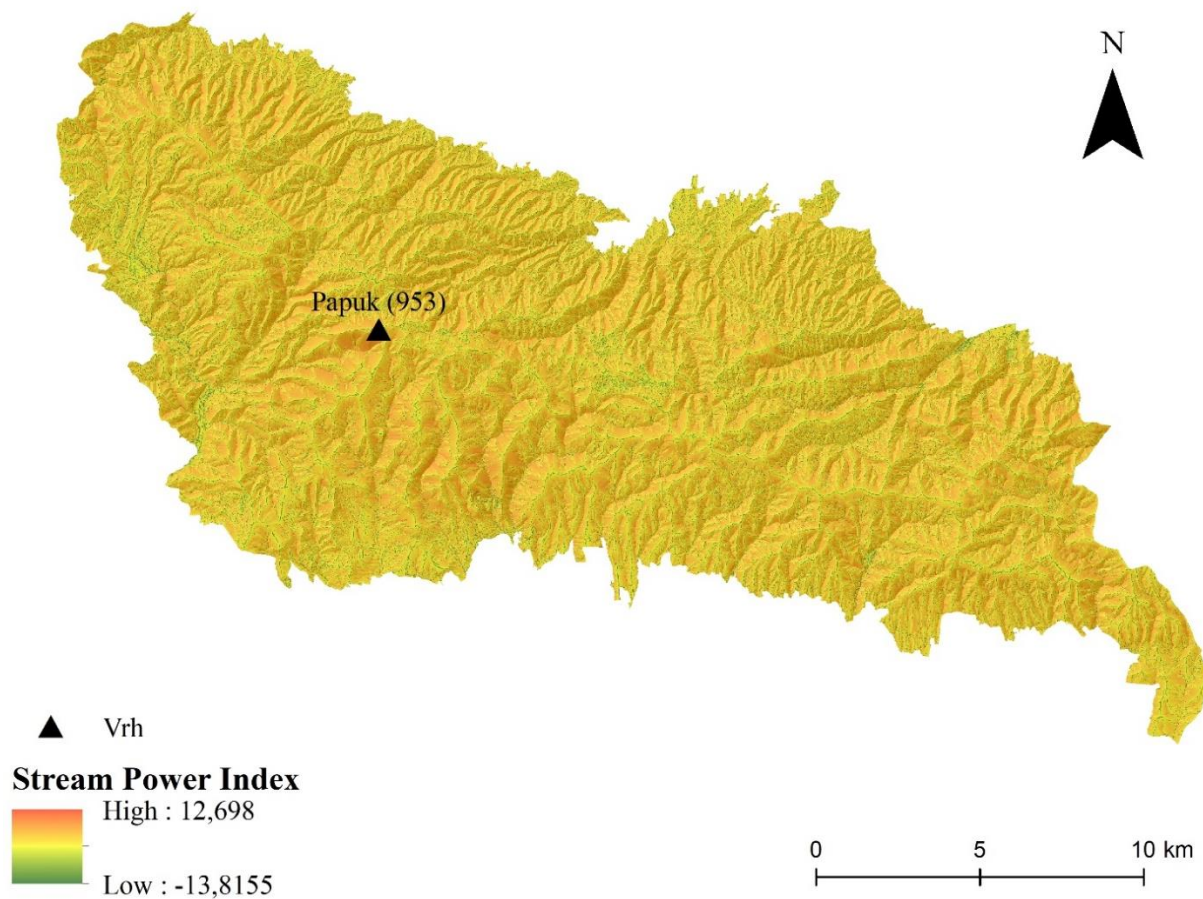 N
Papuk (953)
Vrh
Stream Power Index
High : 12,698
Low : -13,8155
0 5 10 km